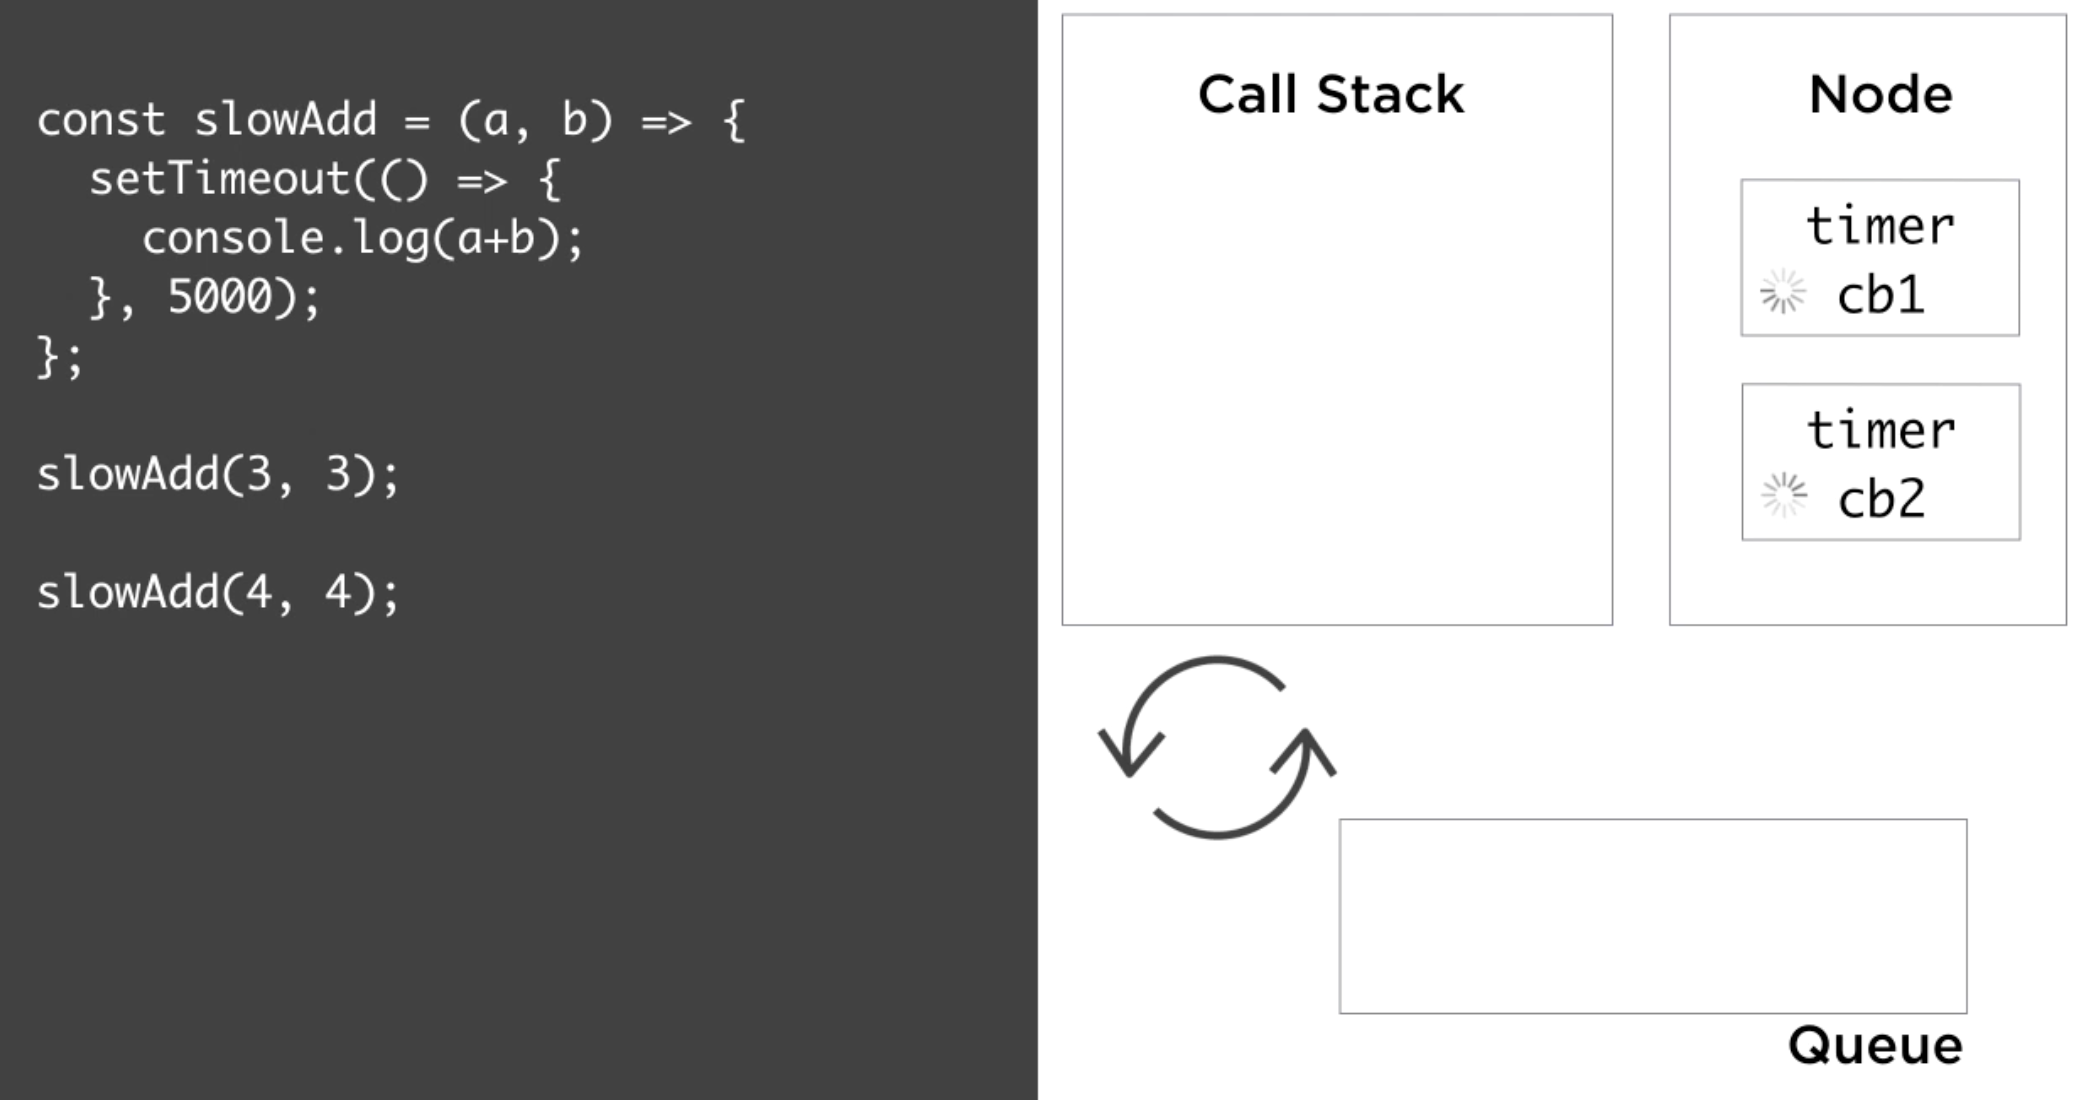 const slowAdd = (a, b) => {
  setTimeout(() => {
    console.log(a+b);
  }, 5000);
};
slowAdd(3, 3);
slowAdd(4, 4);
Call Stack
Node
timer
cb1
timer
cb2
Queue